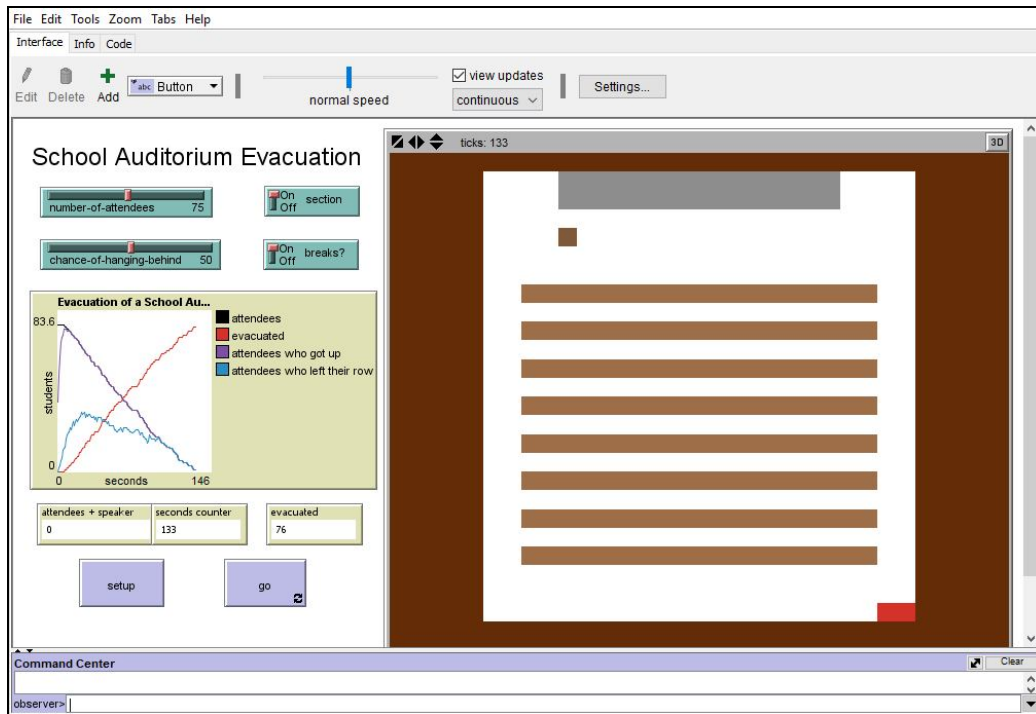 File Edit Tools Zoom Tabs Help
Interface Info Code
Edit Delete Add abc Button normal speed view updates continuous Settings...
ticks: 133 3D
School Auditorium Evacuation
number-of-attendees 75 On Off section
chance-of-hanging-behind 50 On Off breaks?
Evacuation of a School Au...
83.6
0
students
0 seconds 146
attendees
evacuated
attendees who got up
attendees who left their row
attendees + speaker seconds counter evacuated
0 133 76
setup go
Command Center Clear
observer>